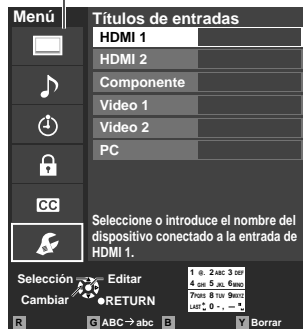 Menú
Títulos de entradas
HDMI 1
HDMI 2
Componente
Video 1
Video 2
PC
CC
Seleccione o introduce el nombre del
dispositivo conectado a la entrada de
HDMI 1.
Selección
Editar
Cambiar
RETURN
1 @. 2 ABC 3 DEF
4 GHI 5 JKL 6 MNO
7 PQRS 8 TUV 9 WXYZ
LAST 0 - ,
R
G ABC→abc
B
Y Borrar